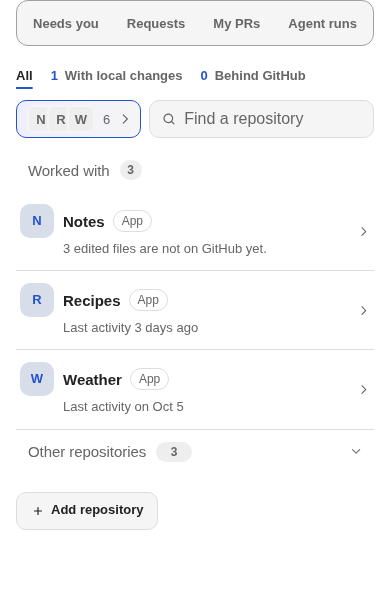 Needs you Requests My PRs Agent runs
All 1 With local changes 0 Behind GitHub
N R W 6 Find a repository
Worked with 3
N Notes App
3 edited files are not on GitHub yet.
R Recipes App
Last activity 3 days ago
W Weather App
Last activity on Oct 5
Other repositories 3
+ Add repository